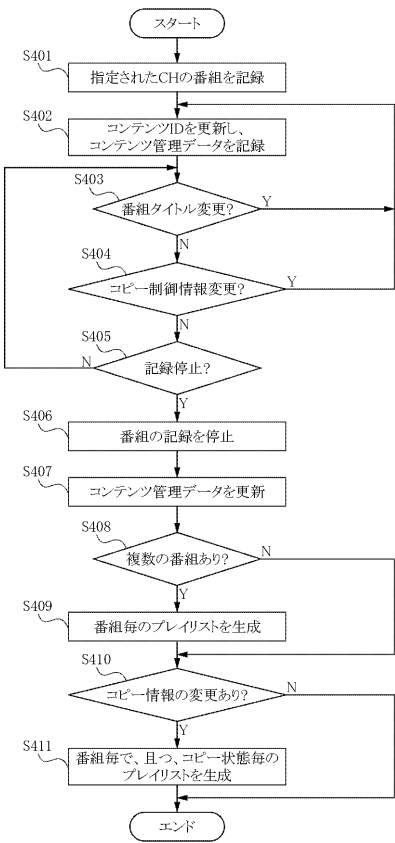 スタート
S401
指定されたCHの番組を記録
S402
コンテンツIDを更新し、
コンテンツ管理データを記録
S403
番組タイトル変更?
Y
N
S404
コピー制御情報変更?
Y
N
S405
記録停止?
N
Y
S406
番組の記録を停止
S407
コンテンツ管理データを更新
S408
複数の番組あり?
N
Y
S409
番組毎のプレイリストを生成
S410
コピー情報の変更あり?
N
Y
S411
番組毎で、且つ、コピー状態毎の
プレイリストを生成
エンド